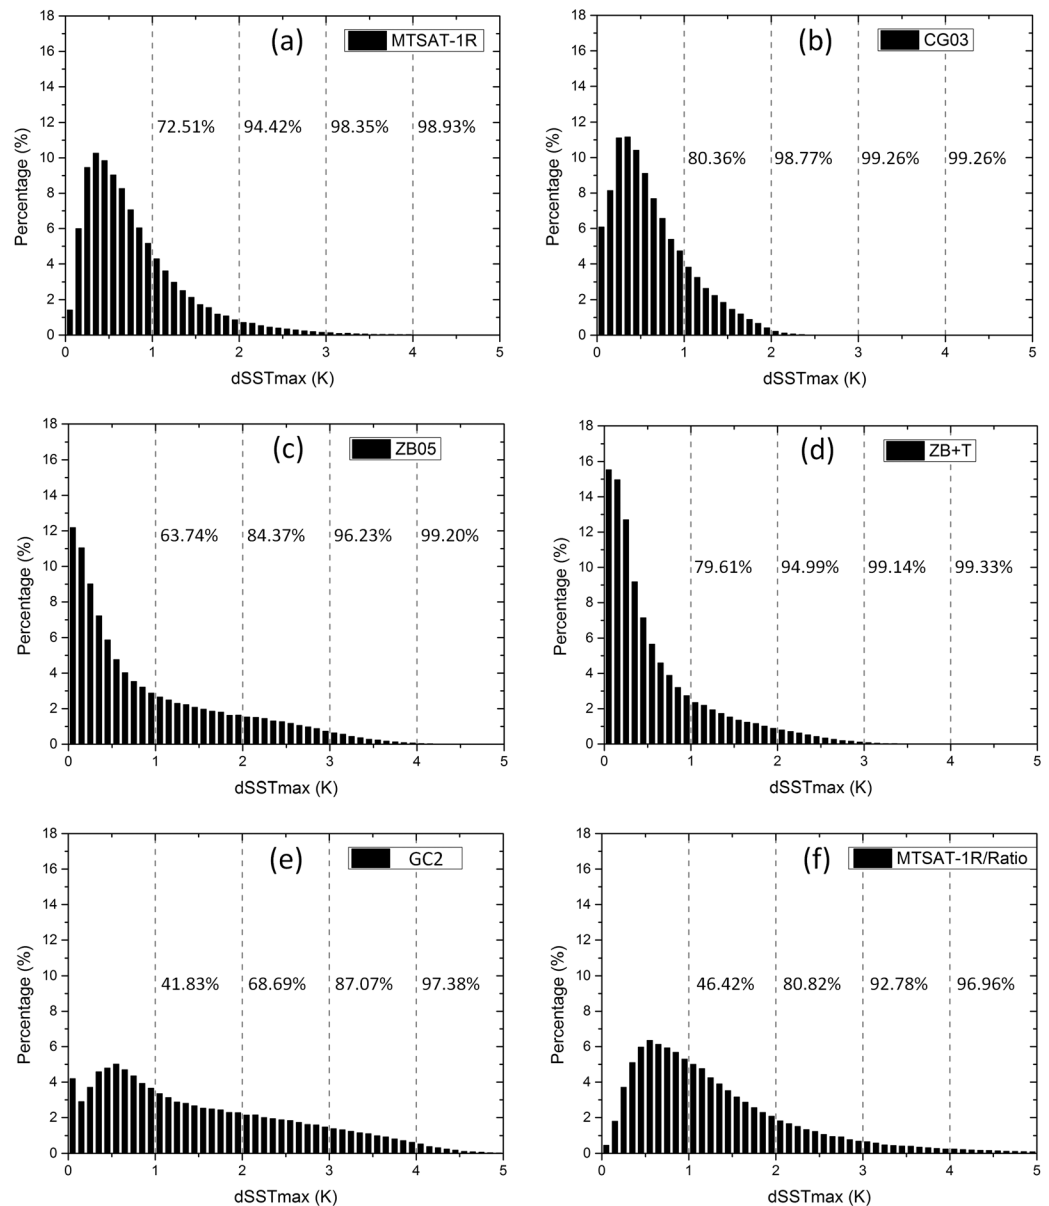 (a)
MTSAT-1R
18
16
14
12
10
8
6
4
2
0
Percentage (%)
72.51% 94.42% 98.35% 98.93%
0 1 2 3 4 5
dSSTmax (K)
(b)
CG03
18
16
14
12
10
8
6
4
2
0
Percentage (%)
80.36% 98.77% 99.26% 99.26%
0 1 2 3 4 5
dSSTmax (K)
(c)
ZB05
18
16
14
12
10
8
6
4
2
0
Percentage (%)
63.74% 84.37% 96.23% 99.20%
0 1 2 3 4 5
dSSTmax (K)
(d)
ZB+T
18
16
14
12
10
8
6
4
2
0
Percentage (%)
79.61% 94.99% 99.14% 99.33%
0 1 2 3 4 5
dSSTmax (K)
(e)
GC2
18
16
14
12
10
8
6
4
2
0
Percentage (%)
41.83% 68.69% 87.07% 97.38%
0 1 2 3 4 5
dSSTmax (K)
(f)
MTSAT-1R/Ratio
18
16
14
12
10
8
6
4
2
0
Percentage (%)
46.42% 80.82% 92.78% 96.96%
0 1 2 3 4 5
dSSTmax (K)